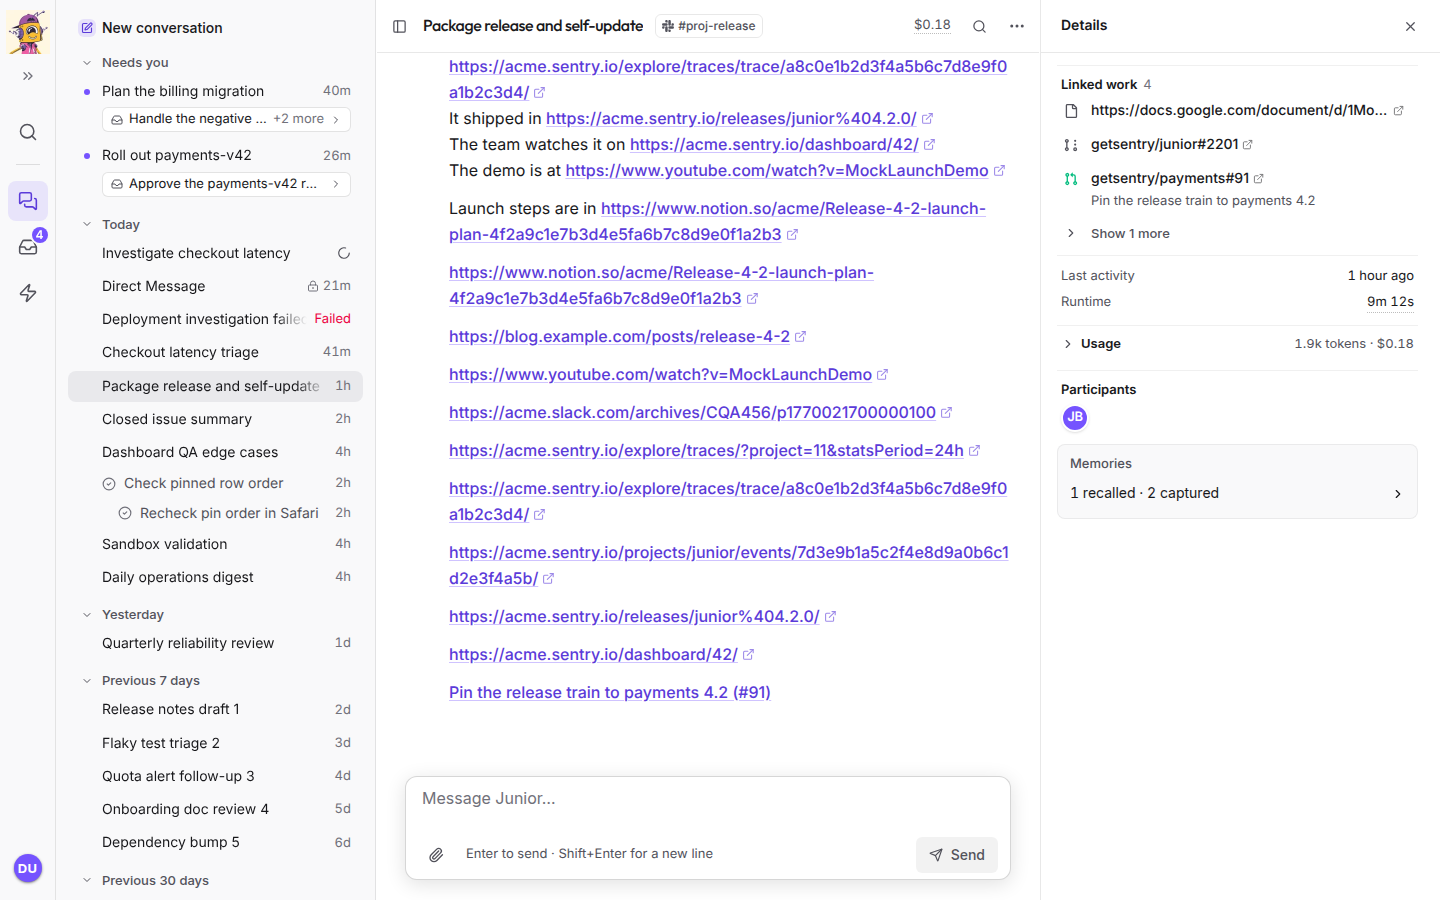 New conversation
Needs you
Plan the billing migration 40m
Handle the negative ... +2 more
Roll out payments-v42 26m
Approve the payments-v42 r...
Today
Investigate checkout latency
Direct Message 21m
Deployment investigation failed Failed
Checkout latency triage 41m
Package release and self-update 1h
Closed issue summary 2h
Dashboard QA edge cases 4h
Check pinned row order 2h
Recheck pin order in Safari 2h
Sandbox validation 4h
Daily operations digest 4h
Yesterday
Quarterly reliability review 1d
Previous 7 days
Release notes draft 1 2d
Flaky test triage 2 3d
Quota alert follow-up 3 4d
Onboarding doc review 4 5d
Dependency bump 5 6d
Previous 30 days
4
DU
Package release and self-update #proj-release $0.18
https://acme.sentry.io/explore/traces/trace/a8c0e1b2d3f4a5b6c7d8e9f0
a1b2c3d4/
It shipped in https://acme.sentry.io/releases/junior%404.2.0/
The team watches it on https://acme.sentry.io/dashboard/42/
The demo is at https://www.youtube.com/watch?v=MockLaunchDemo
Launch steps are in https://www.notion.so/acme/Release-4-2-launch-
plan-4f2a9c1e7b3d4e5fa6b7c8d9e0f1a2b3
https://www.notion.so/acme/Release-4-2-launch-plan-
4f2a9c1e7b3d4e5fa6b7c8d9e0f1a2b3
https://blog.example.com/posts/release-4-2
https://www.youtube.com/watch?v=MockLaunchDemo
https://acme.slack.com/archives/CQA456/p1770021700000100
https://acme.sentry.io/explore/traces/?project=11&statsPeriod=24h
https://acme.sentry.io/explore/traces/trace/a8c0e1b2d3f4a5b6c7d8e9f0
a1b2c3d4/
https://acme.sentry.io/projects/junior/events/7d3e9b1a5c2f4e8d9a0b6c1
d2e3f4a5b/
https://acme.sentry.io/releases/junior%404.2.0/
https://acme.sentry.io/dashboard/42/
Pin the release train to payments 4.2 (#91)
Message Junior...
Enter to send · Shift+Enter for a new line
Send
Details
Linked work 4
https://docs.google.com/document/d/1Mo...
getsentry/junior#2201
getsentry/payments#91
Pin the release train to payments 4.2
Show 1 more
Last activity 1 hour ago
Runtime 9m 12s
Usage 1.9k tokens · $0.18
Participants
JB
Memories
1 recalled · 2 captured